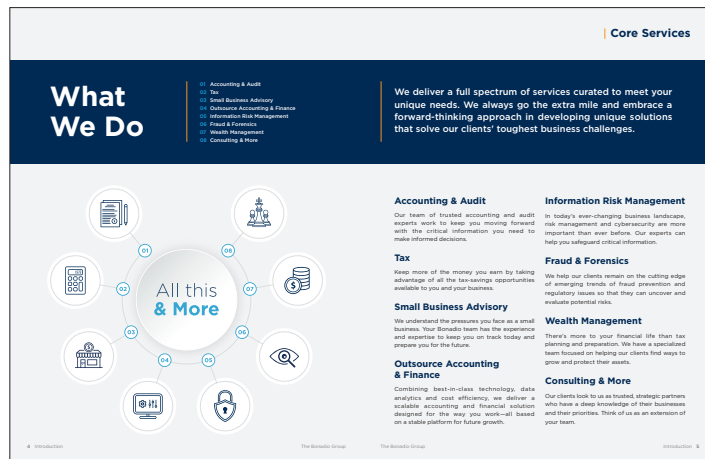 Core Services
What
We Do
01 Accounting & Audit
02 Tax
03 Small Business Advisory
04 Outsource Accounting & Finance
05 Information Risk Management
06 Fraud & Forensics
07 Wealth Management
08 Consulting & More
We deliver a full spectrum of services curated to meet your
unique needs. We always go the extra mile and embrace a
forward-thinking approach in developing unique solutions
that solve our clients' toughest business challenges.
01
08
02
07
03
06
04
05
All this
& More
Accounting & Audit
Our team of trusted accounting and audit
experts work to keep you moving forward
with the critical information you need to
make informed decisions.
Tax
Keep more of the money you earn by taking
advantage of all the tax-savings opportunities
available to you and your business.
Small Business Advisory
We understand the pressures you face as a small
business. Your Bonadio team has the experience
and expertise to keep you on track today and
prepare you for the future.
Outsource Accounting
& Finance
Combining best-in-class technology, data
analytics and cost efficiency, we deliver a
scalable accounting and financial solution
designed for the way you work—all based
on a stable platform for future growth.
Information Risk Management
In today's ever-changing business landscape,
risk management and cybersecurity are more
important than ever before. Our experts can
help you safeguard critical information.
Fraud & Forensics
We help our clients remain on the cutting edge
of emerging trends of fraud prevention and
regulatory issues so that they can uncover and
evaluate potential risks.
Wealth Management
There's more to your financial life than tax
planning and preparation. We have a specialized
team focused on helping our clients find ways to
grow and protect their assets.
Consulting & More
Our clients look to us as trusted, strategic partners
who have a deep knowledge of their businesses
and their priorities. Think of us as an extension of
your team.
4 Introduction
The Bonadio Group
The Bonadio Group
Introduction 5